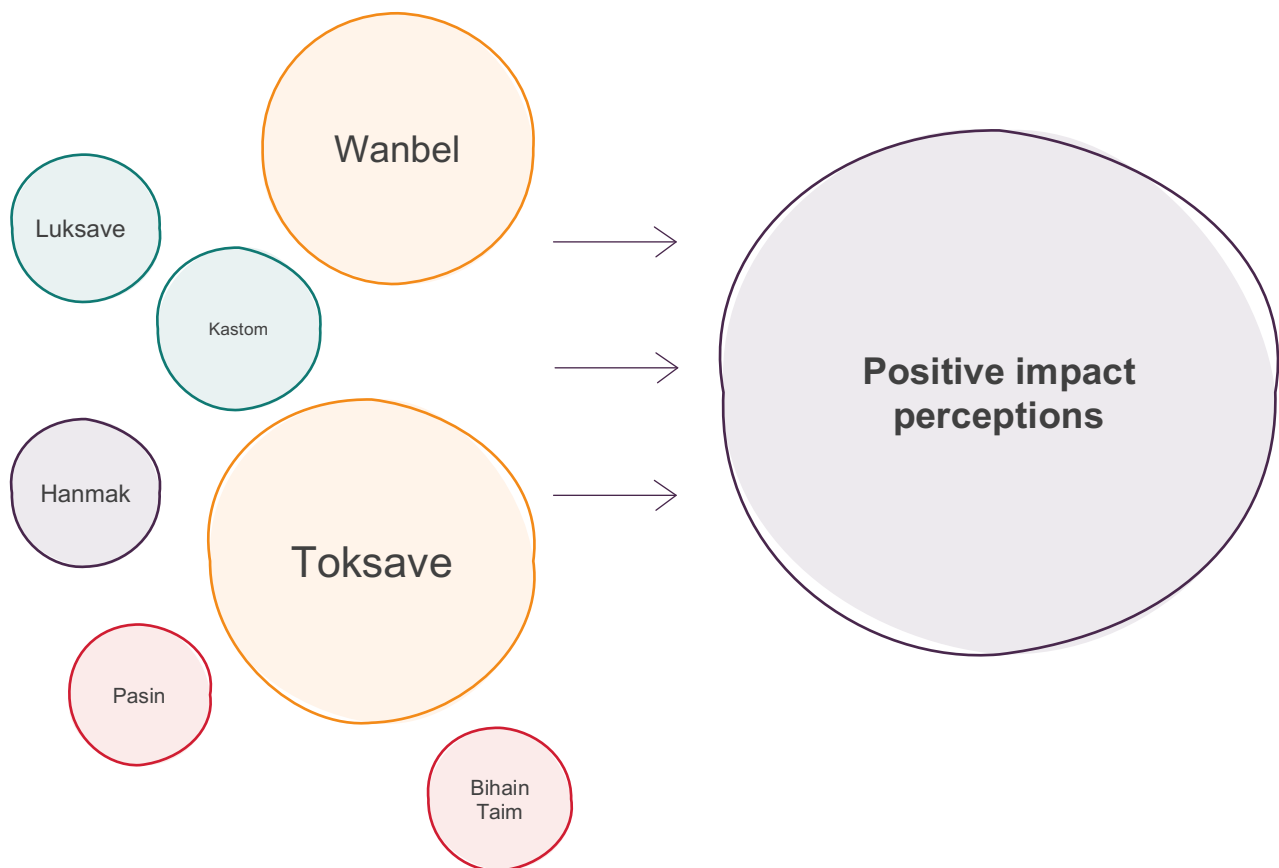 Wanbel
Luksave
Kastom
Positive impact
perceptions
Hanmak
Toksave
Pasin
Bihain
Taim